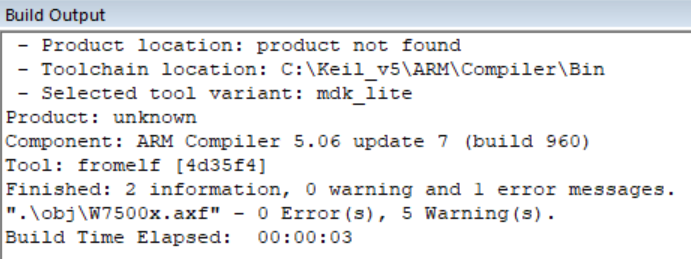 Build Output
- Product location: product not found
- Toolchain location: C:\Keil_v5\ARM\Compiler\Bin
- Selected tool variant: mdk_lite
Product: unknown
Component: ARM Compiler 5.06 update 7 (build 960)
Tool: fromelf [4d35f4]
Finished: 2 information, 0 warning and 1 error messages.
".\obj\W7500x.axf" - 0 Error(s), 5 Warning(s).
Build Time Elapsed:  00:00:03